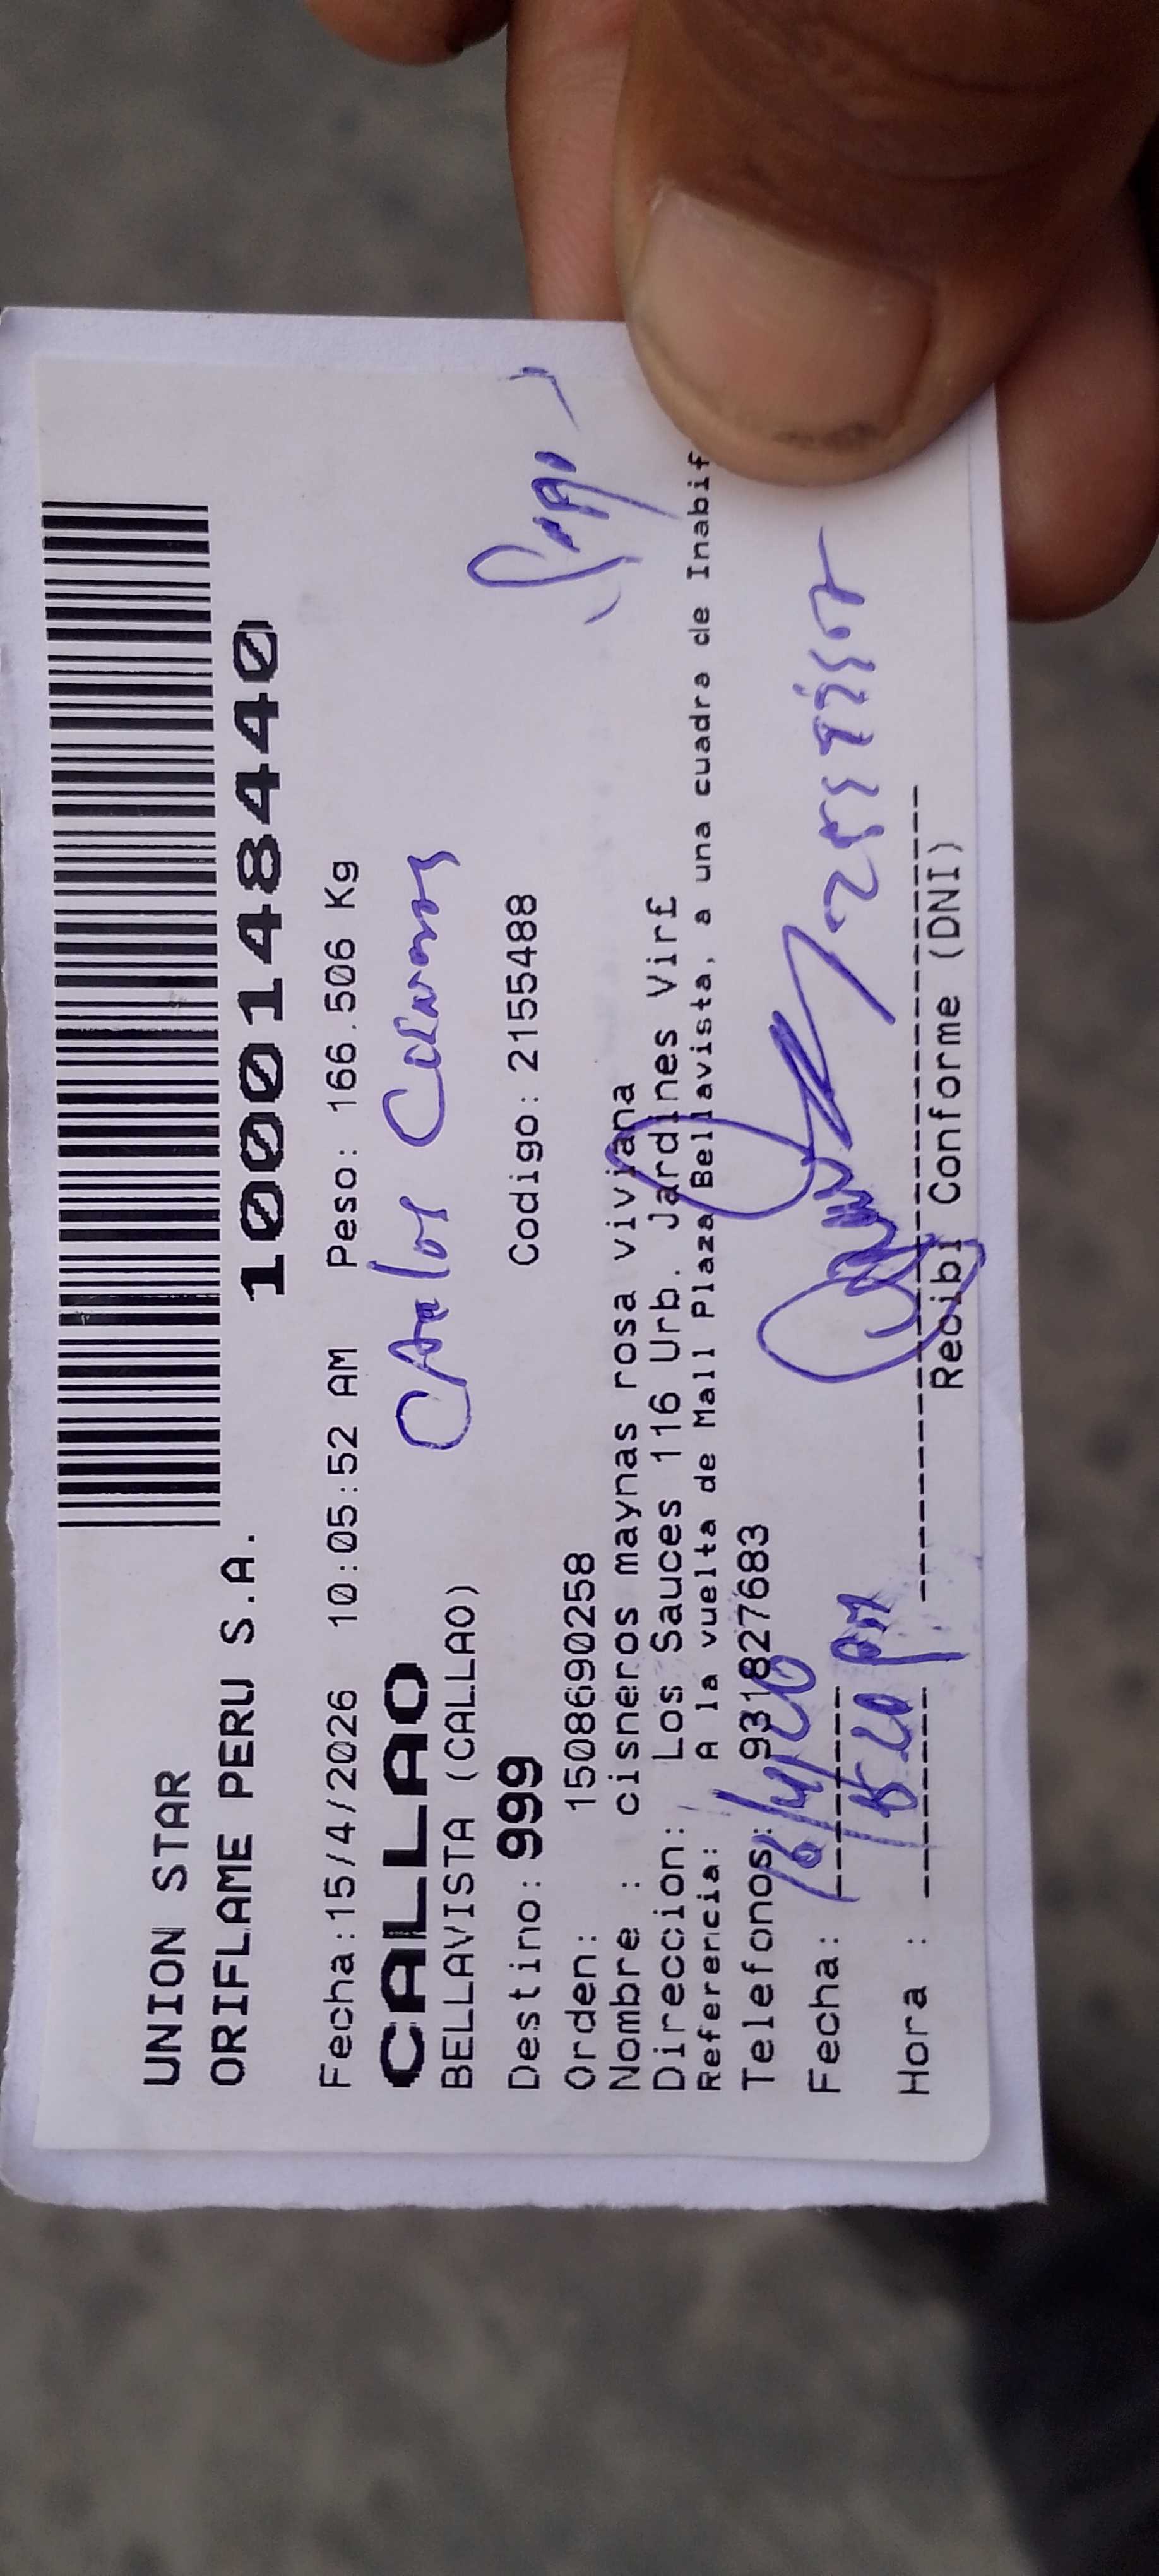 UNION STAR
ORIFLAME PERU S.A.
1000148440
Fecha:15/4/2026 10:05:52 AM Peso: 166.506 Kg
CALLAO
BELLAVISTA (CALLAO)
Carlos Cisneros
Destino: 999 Codigo: 2155488
Orden: 1508690258
Nombre : cisneros maynas rosa viviana
Direccion: Los Sauces 116 Urb. Jardines Vir£
Referencia: A la vuelta de Mall Plaza Bellavista, a una cuadra de Inabif
Telefonos: 931827683
Fecha:
Hora : pm
Recibi Conforme (DNI)